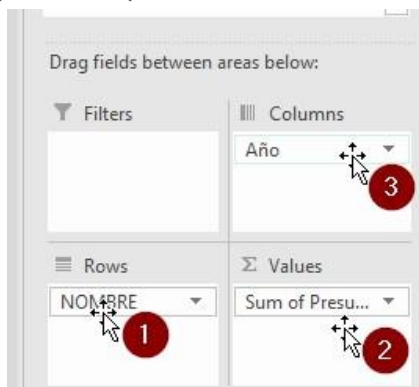 Drag fields between areas below:
Filters
Columns
Año
3
Rows
Σ Values
NOMBRE
Sum of Presu...
1
2